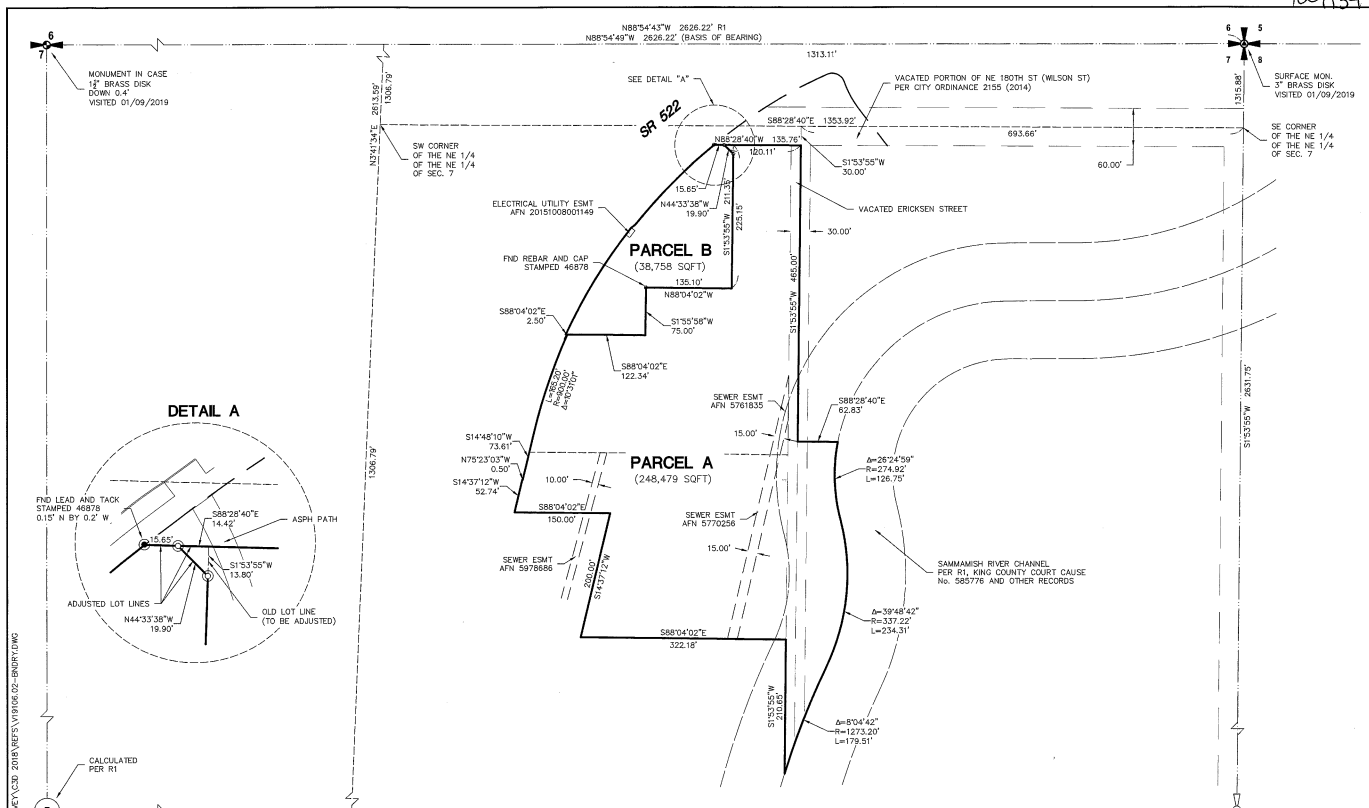 N88°54'43"W 2626.22' R1
N88°54'49"W 2626.22' (BASIS OF BEARING)
1313.11'
6
7
6 5
7 8
MONUMENT IN CASE
1½" BRASS DISK
DOWN 0.4'
VISITED 01/09/2019
2613.59'
1306.79'
N3°41'34"E
SW CORNER
OF THE NE 1/4
OF THE NE 1/4
OF SEC. 7
SEE DETAIL "A"
SR 522
VACATED PORTION OF NE 180TH ST (WILSON ST)
PER CITY ORDINANCE 2155 (2014)
1315.88'
SURFACE MON.
3" BRASS DISK
VISITED 01/09/2019
SE CORNER
OF THE NE 1/4
OF THE NE 1/4
OF SEC. 7
S88°28'40"E 1353.92'
693.66'
60.00'
N88°28'40"W 135.76'
120.11'
S1°53'55"W
30.00'
15.65'
N44°33'38"W
19.90'
211.35'
S1°53'55"W
225.15'
VACATED ERICKSEN STREET
30.00'
ELECTRICAL UTILITY ESMT
AFN 20151008001149
PARCEL B
(38,758 SQFT)
FND REBAR AND CAP
STAMPED 46878
135.10'
N88°04'02"W
S1°53'55"W 465.00'
S88°04'02"E
2.50'
S1°55'58"W
75.00'
S88°04'02"E
122.34'
L=165.20'
R=900.00'
Δ=10°31'01"
SEWER ESMT
AFN 5761835
15.00'
S88°28'40"E
62.83'
S1°53'55"W 2631.75'
S14°48'10"W
73.61'
N75°23'03"W
0.50'
S14°37'12"W
52.74'
10.00'
PARCEL A
(248,479 SQFT)
Δ=26°24'59"
R=274.92'
L=126.75'
S88°04'02"E
150.00'
SEWER ESMT
AFN 5770256
15.00'
SEWER ESMT
AFN 5978686
200.00'
S14°37'12"W
SAMMAMISH RIVER CHANNEL
PER R1, KING COUNTY COURT CAUSE
No. 585776 AND OTHER RECORDS
Δ=39°48'42"
R=337.22'
L=234.31'
S88°04'02"E
322.18'
S1°53'55"W
210.65'
Δ=8°04'42"
R=1273.20'
L=179.51'
1306.79'
DETAIL A
FND LEAD AND TACK
STAMPED 46878
0.15' N BY 0.2' W
15.65'
S88°28'40"E
14.42'
ASPH PATH
S1°53'55"W
13.80'
ADJUSTED LOT LINES
N44°33'38"W
19.90'
OLD LOT LINE
(TO BE ADJUSTED)
CALCULATED
PER R1
EY\C3D 2018\REFS\V19106.02-BNDRY.DWG